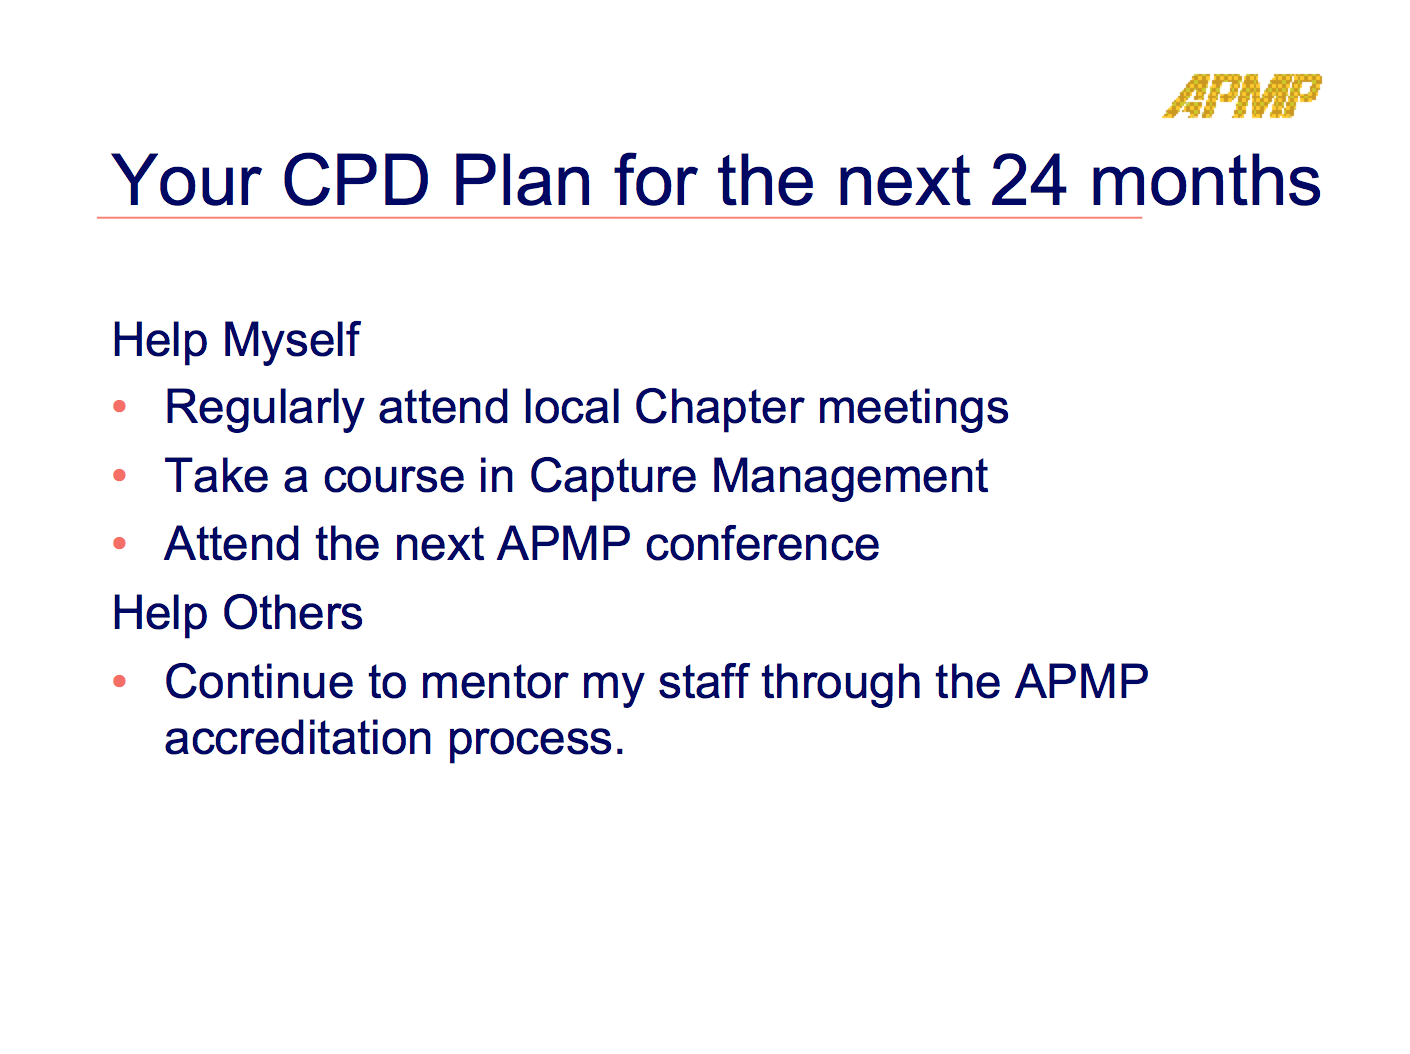 APMP
Your CPD Plan for the next 24 months
Help Myself
• Regularly attend local Chapter meetings
• Take a course in Capture Management
• Attend the next APMP conference
Help Others
• Continue to mentor my staff through the APMP
accreditation process.